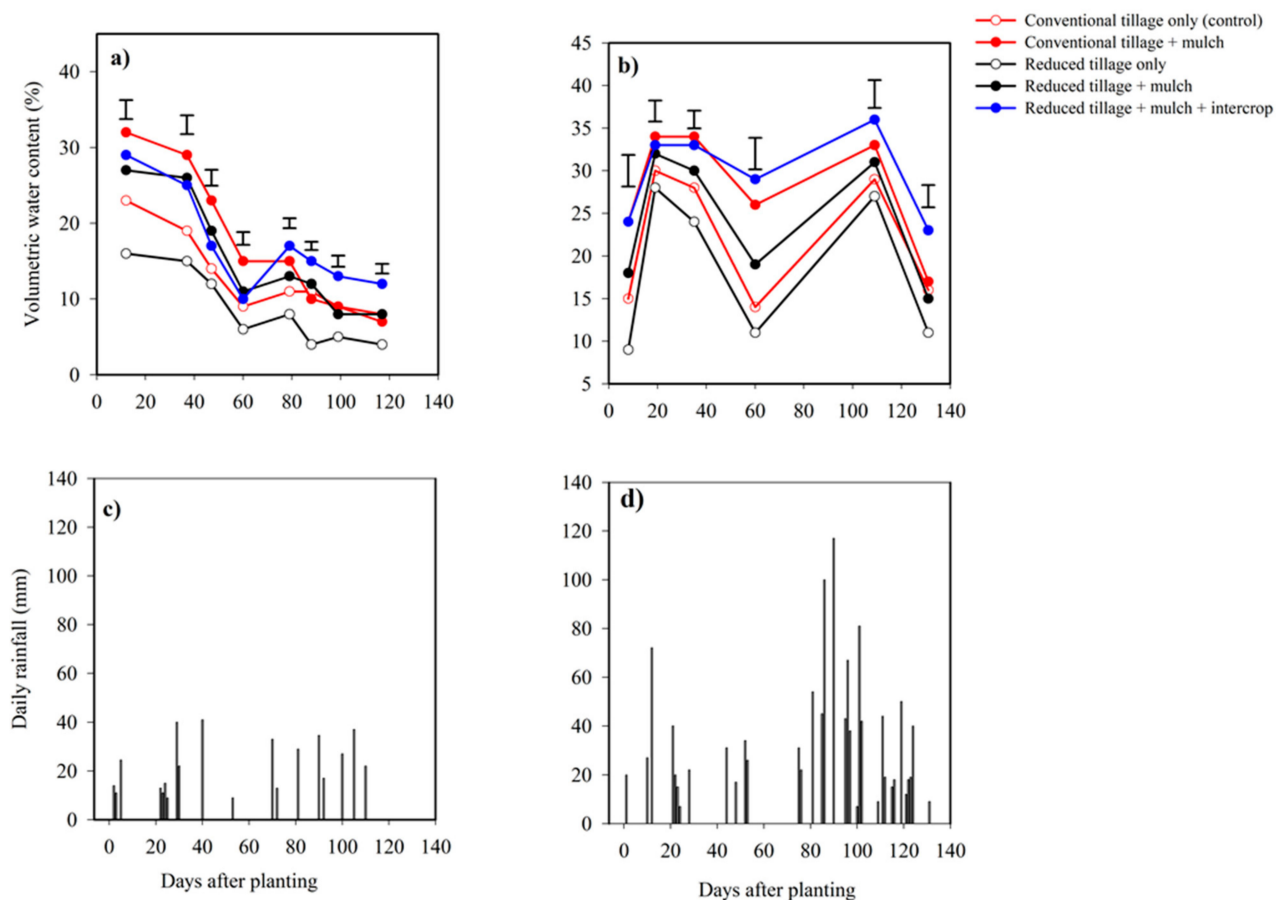 Conventional tillage only (control)
Conventional tillage + mulch
Reduced tillage only
Reduced tillage + mulch
Reduced tillage + mulch + intercrop
a)
Volumetric water content (%)
40
30
20
10
0
0 20 40 60 80 100 120 140
b)
45
40
35
30
25
20
15
10
5
0 20 40 60 80 100 120 140
c)
Daily rainfall (mm)
140
120
100
80
60
40
20
0
0 20 40 60 80 100 120 140
Days after planting
d)
140
120
100
80
60
40
20
0
0 20 40 60 80 100 120 140
Days after planting